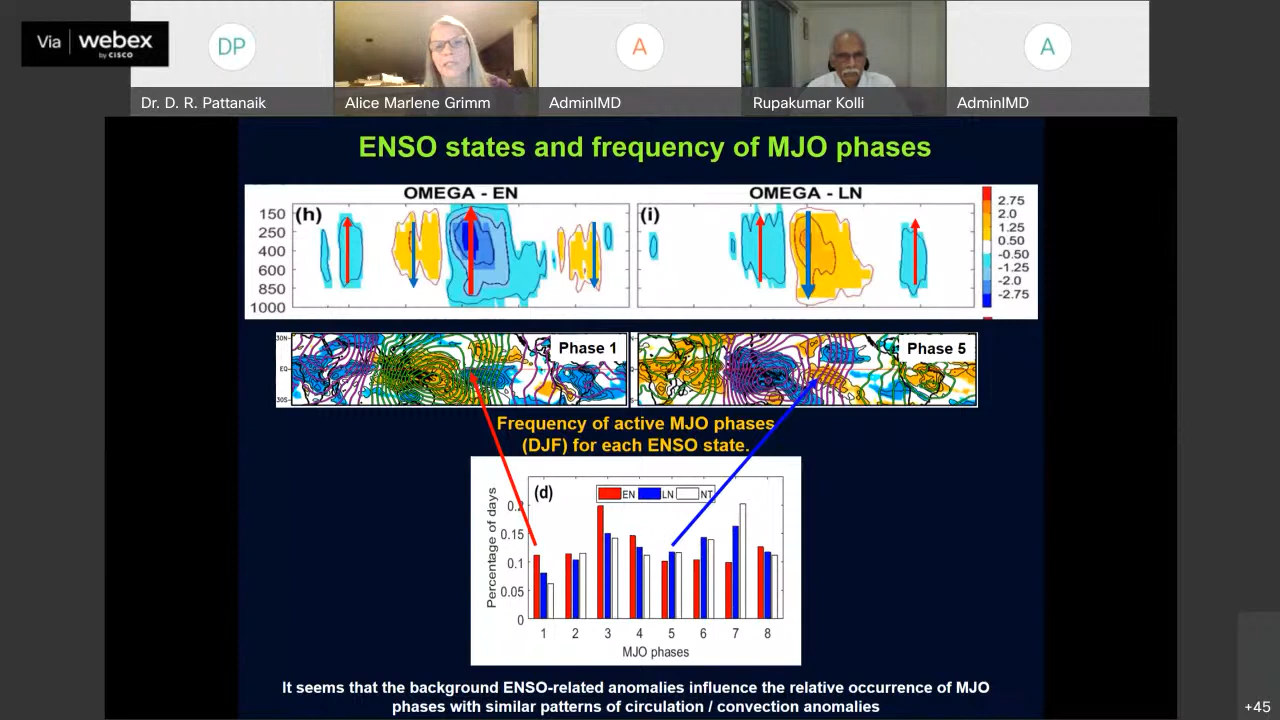 Via webex
by CISCO
DP
A
A
Dr. D. R. Pattanaik
Alice Marlene Grimm
AdminIMD
Rupakumar Kolli
AdminIMD
ENSO states and frequency of MJO phases
OMEGA - EN
OMEGA - LN
(h)
150
250
400
600
850
1000
(i)
2.75
2.0
1.25
0.50
-0.50
-1.25
-2.0
-2.75
30N
EQ
30S
Phase 1
Phase 5
Frequency of active MJO phases
(DJF) for each ENSO state.
(d)
EN
LN
NT
Percentage of days
0.2
0.15
0.1
0.05
0
1 2 3 4 5 6 7 8
MJO phases
It seems that the background ENSO-related anomalies influence the relative occurrence of MJO
phases with similar patterns of circulation / convection anomalies
+45